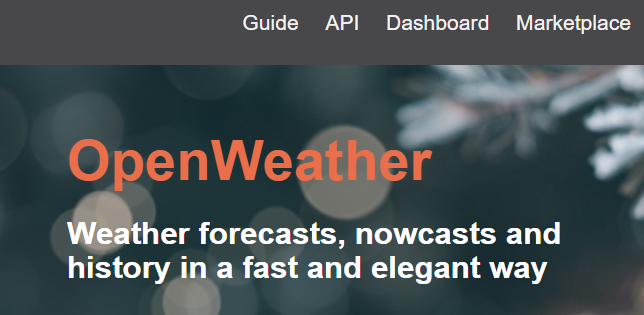 Guide API Dashboard Marketplace
OpenWeather
Weather forecasts, nowcasts and
history in a fast and elegant way